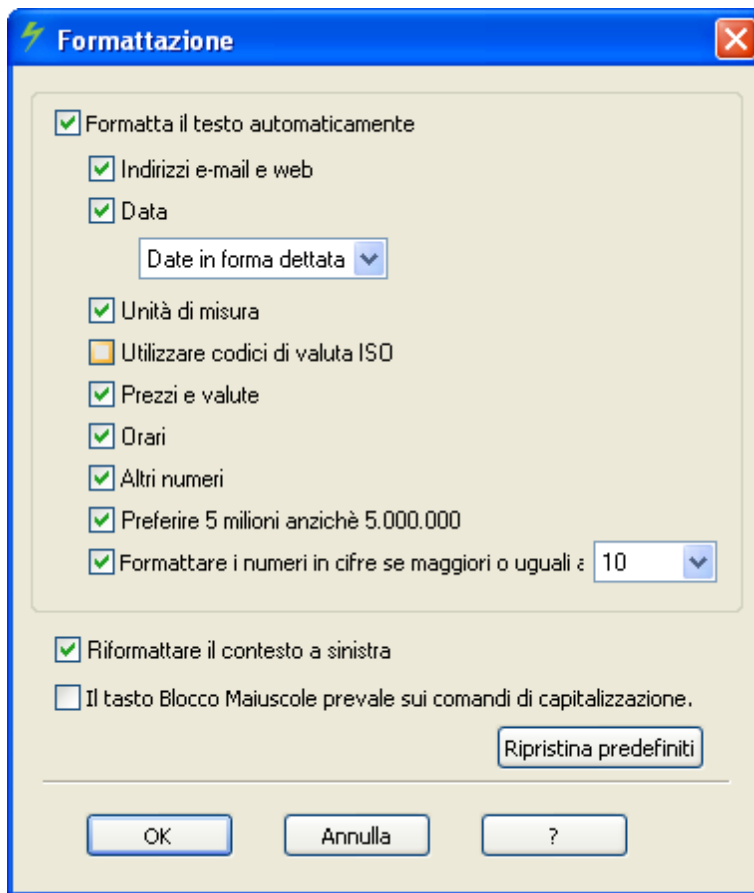 Formattazione
Formatta il testo automaticamente
Indirizzi e-mail e web
Data
Date in forma dettata
Unità di misura
Utilizzare codici di valuta ISO
Prezzi e valute
Orari
Altri numeri
Preferire 5 milioni anzichè 5.000.000
Formattare i numeri in cifre se maggiori o uguali a 10
Riformattare il contesto a sinistra
Il tasto Blocco Maiuscole prevale sui comandi di capitalizzazione.
Ripristina predefiniti
OK Annulla ?